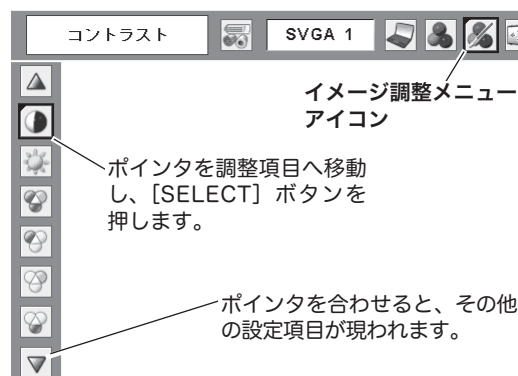 コントラスト
SVGA 1
イメージ調整メニュー
アイコン
ポインタを調整項目へ移動
し、［SELECT］ボタンを
押します。
ポインタを合わせると、その他
の設定項目が現われます。